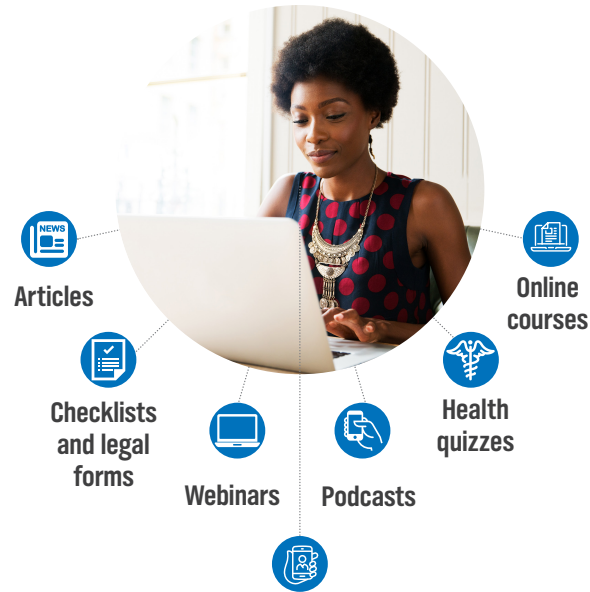 NEWS
Articles
Online
courses
Checklists
and legal
forms
Health
quizzes
Webinars
Podcasts